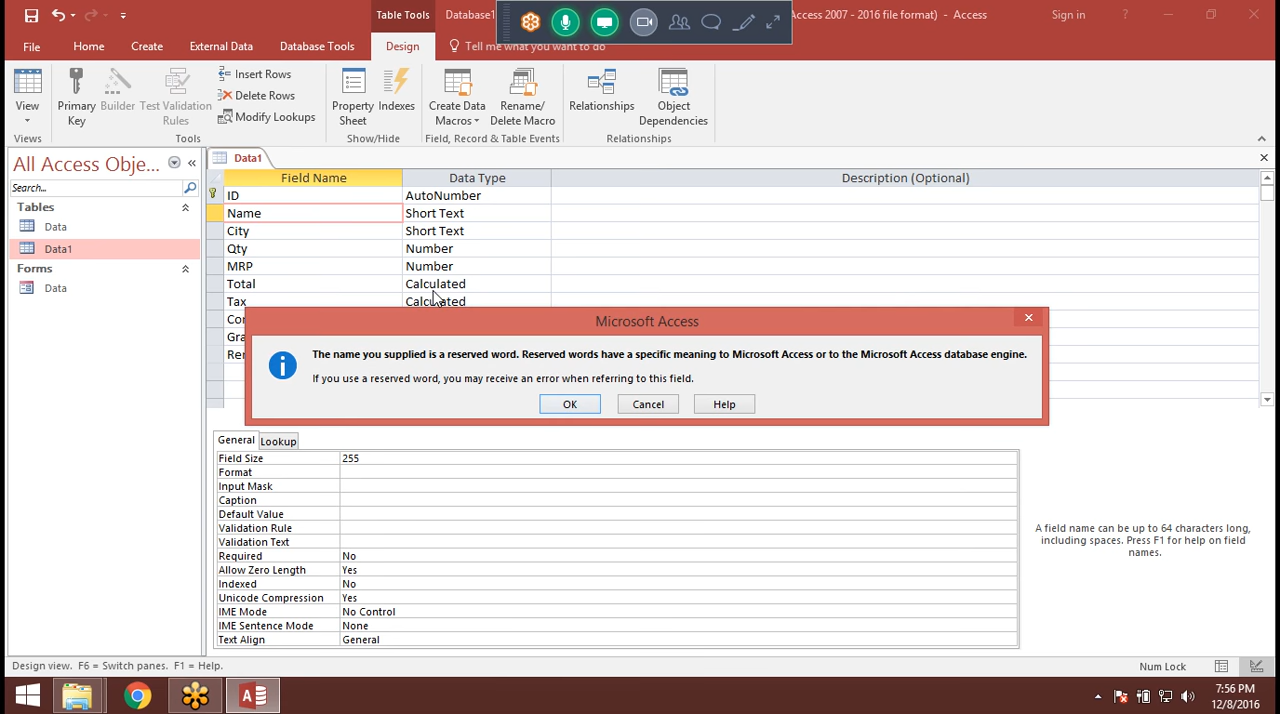 Table Tools
Database1
Access 2007 - 2016 file format) - Access
Sign in
?
File
Home
Create
External Data
Database Tools
Design
Tell me what you want to do
View
Primary Key
Builder
Test Validation Rules
Insert Rows
Delete Rows
Modify Lookups
Property Sheet
Indexes
Create Data Macros
Rename/ Delete Macro
Relationships
Object Dependencies
Views
Tools
Show/Hide
Field, Record & Table Events
Relationships
All Access Obje...
Search...
Tables
Data
Data1
Forms
Data
Data1
Field Name
Data Type
Description (Optional)
ID
AutoNumber
Name
Short Text
City
Short Text
Qty
Number
MRP
Number
Total
Calculated
Tax
Calculated
Microsoft Access
The name you supplied is a reserved word. Reserved words have a specific meaning to Microsoft Access or to the Microsoft Access database engine.
If you use a reserved word, you may receive an error when referring to this field.
OK
Cancel
Help
General
Lookup
Field Size
255
Format
Input Mask
Caption
Default Value
Validation Rule
Validation Text
Required
No
Allow Zero Length
Yes
Indexed
No
Unicode Compression
Yes
IME Mode
No Control
IME Sentence Mode
None
Text Align
General
A field name can be up to 64 characters long,
including spaces. Press F1 for help on field
names.
Design view. F6 = Switch panes. F1 = Help.
Num Lock
7:56 PM
12/8/2016